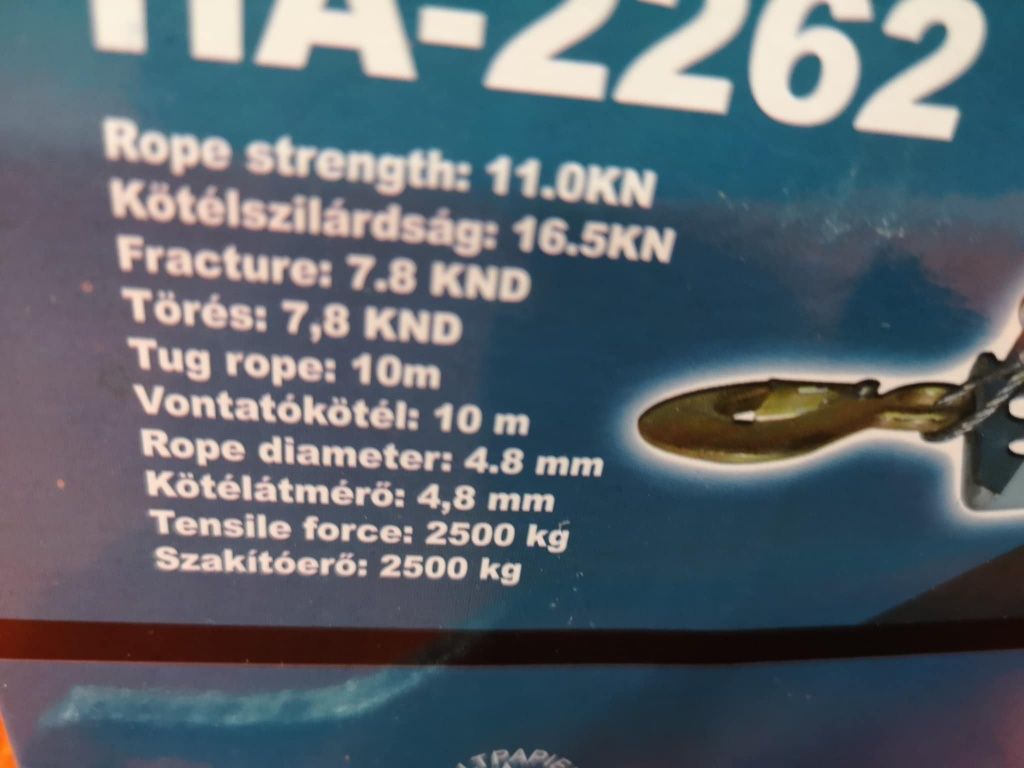 HA-2262
Rope strength: 11.0KN
Kötélszilárdság: 16.5KN
Fracture: 7.8 KND
Törés: 7,8 KND
Tug rope: 10m
Vontatókötél: 10 m
Rope diameter: 4.8 mm
Kötélátmérő: 4,8 mm
Tensile force: 2500 kg
Szakítóerő: 2500 kg